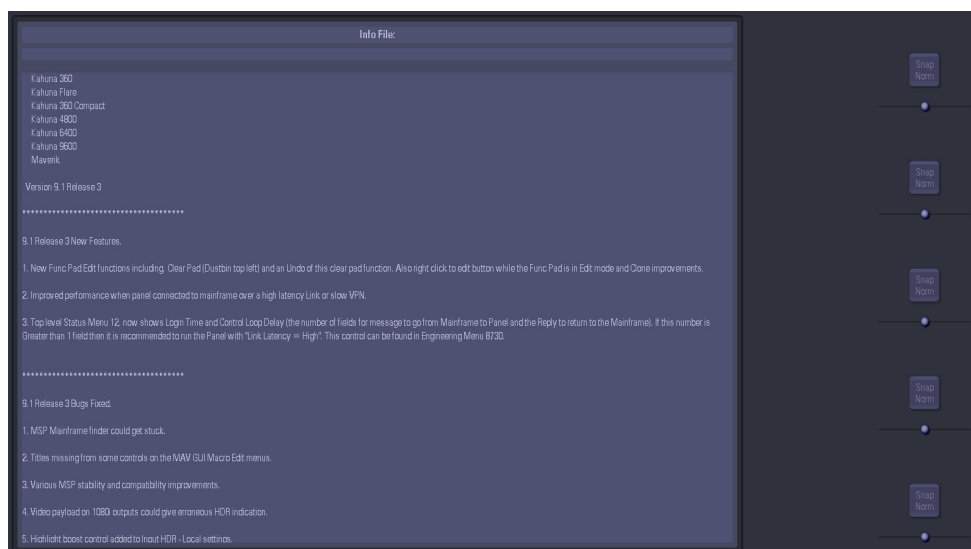 Info File:
Kahuna 360
Kahuna Flare
Kahuna 360 Compact
Kahuna 4800
Kahuna 6400
Kahuna 9600
Maverik
Version 9.1 Release 3
**************************************
9.1 Release 3 New Features.
1. New Func Pad Edit functions including, Clear Pad (Dustbin top left) and an Undo of this clear pad function. Also right click to edit button while the Func Pad is in Edit mode and Clone improvements.
2. Improved performance when panel connected to mainframe over a high latency Link or slow VPN.
3. Top level Status Menu 12, now shows Login Time and Control Loop Delay (the number of fields for message to go from Mainframe to Panel and the Reply to return to the Mainframe). If this number is
Greater than 1 field then it is recommended to run the Panel with "Link Latency = High". This control can be found in Engineering Menu 8730.
**************************************
9.1 Release 3 Bugs Fixed.
1. MSP Mainframe finder could get stuck.
2. Titles missing from some controls on the MAV GUI Macro Edit menus.
3. Various MSP stability and compatibility improvements.
4. Video payload on 1080i outputs could give erroneous HDR indication.
5. Highlight boost control added to Input HDR - Local settings.
Snap
Norm
Snap
Norm
Snap
Norm
Snap
Norm
Snap
Norm